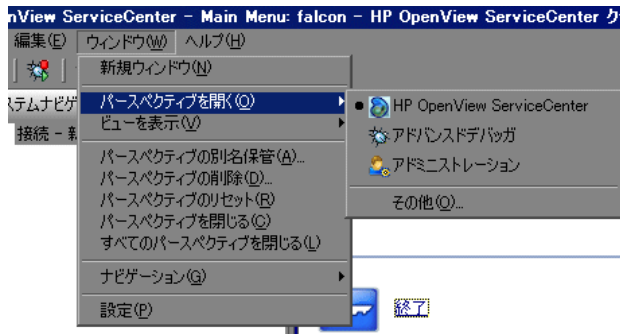 nView ServiceCenter - Main Menu: falcon - HP OpenView ServiceCenter ク
編集(E) ウィンドウ(W) ヘルプ(H)
新規ウィンドウ(N)
ステムナビゲ
パースペクティブを開く(O)
HP OpenView ServiceCenter
ビューを表示(V)
アドバンスドデバッガ
接続 - 新
アドミニストレーション
パースペクティブの別名保管(A)...
パースペクティブの削除(D)...
その他(O)...
パースペクティブのリセット(R)
パースペクティブを閉じる(C)
すべてのパースペクティブを閉じる(L)
ナビゲーション(G)
設定(P)
終了